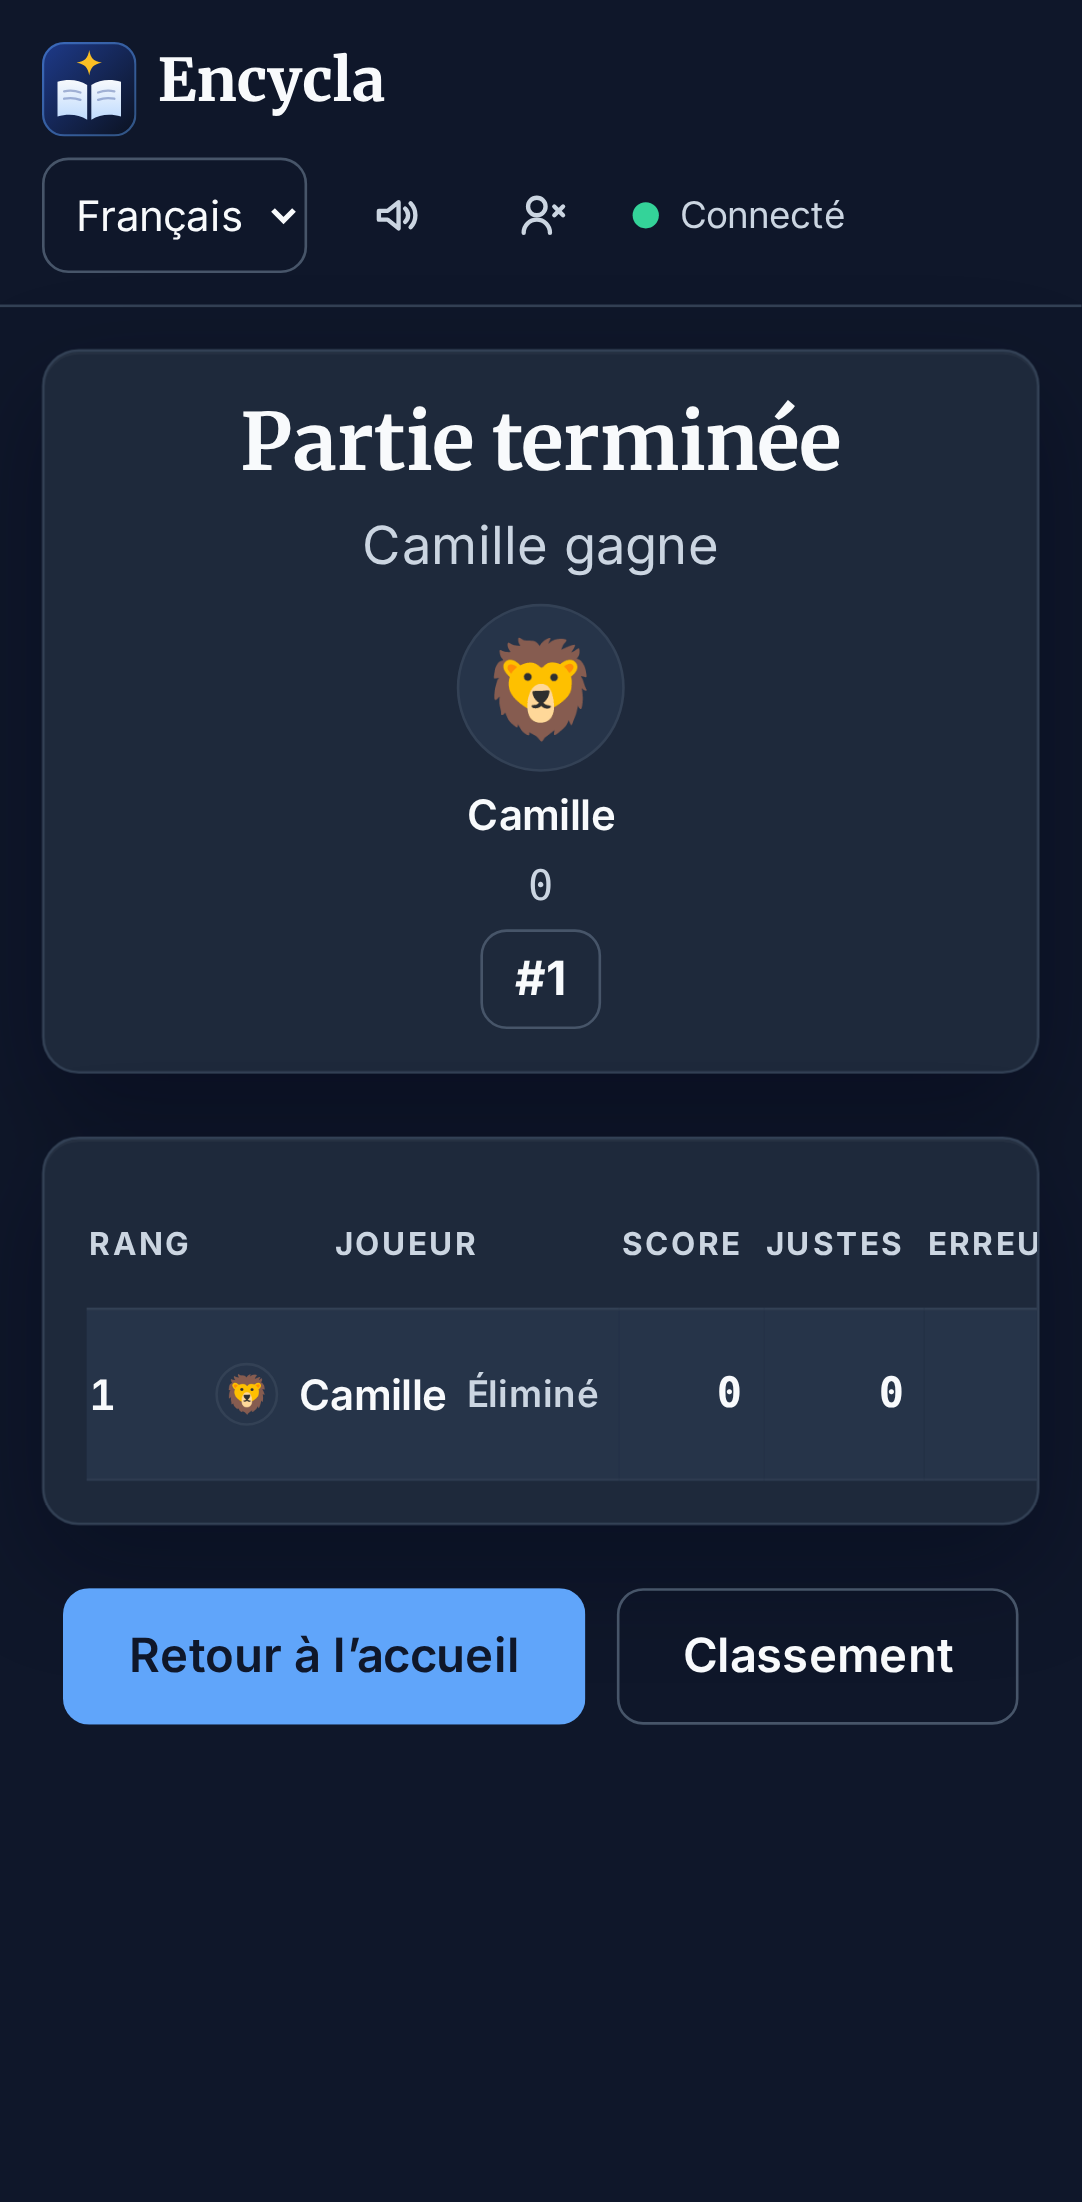 Encycla
Français
Connecté
Partie terminée
Camille gagne
Camille
0
#1
RANG JOUEUR SCORE JUSTES ERREU
1 Camille Éliminé 0 0
Retour à l’accueil
Classement